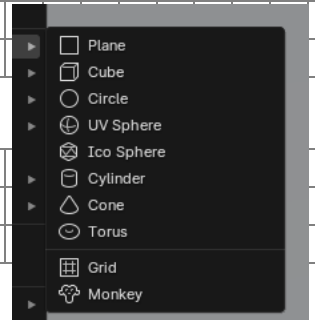 Plane
Cube
Circle
UV Sphere
Ico Sphere
Cylinder
Cone
Torus
Grid
Monkey